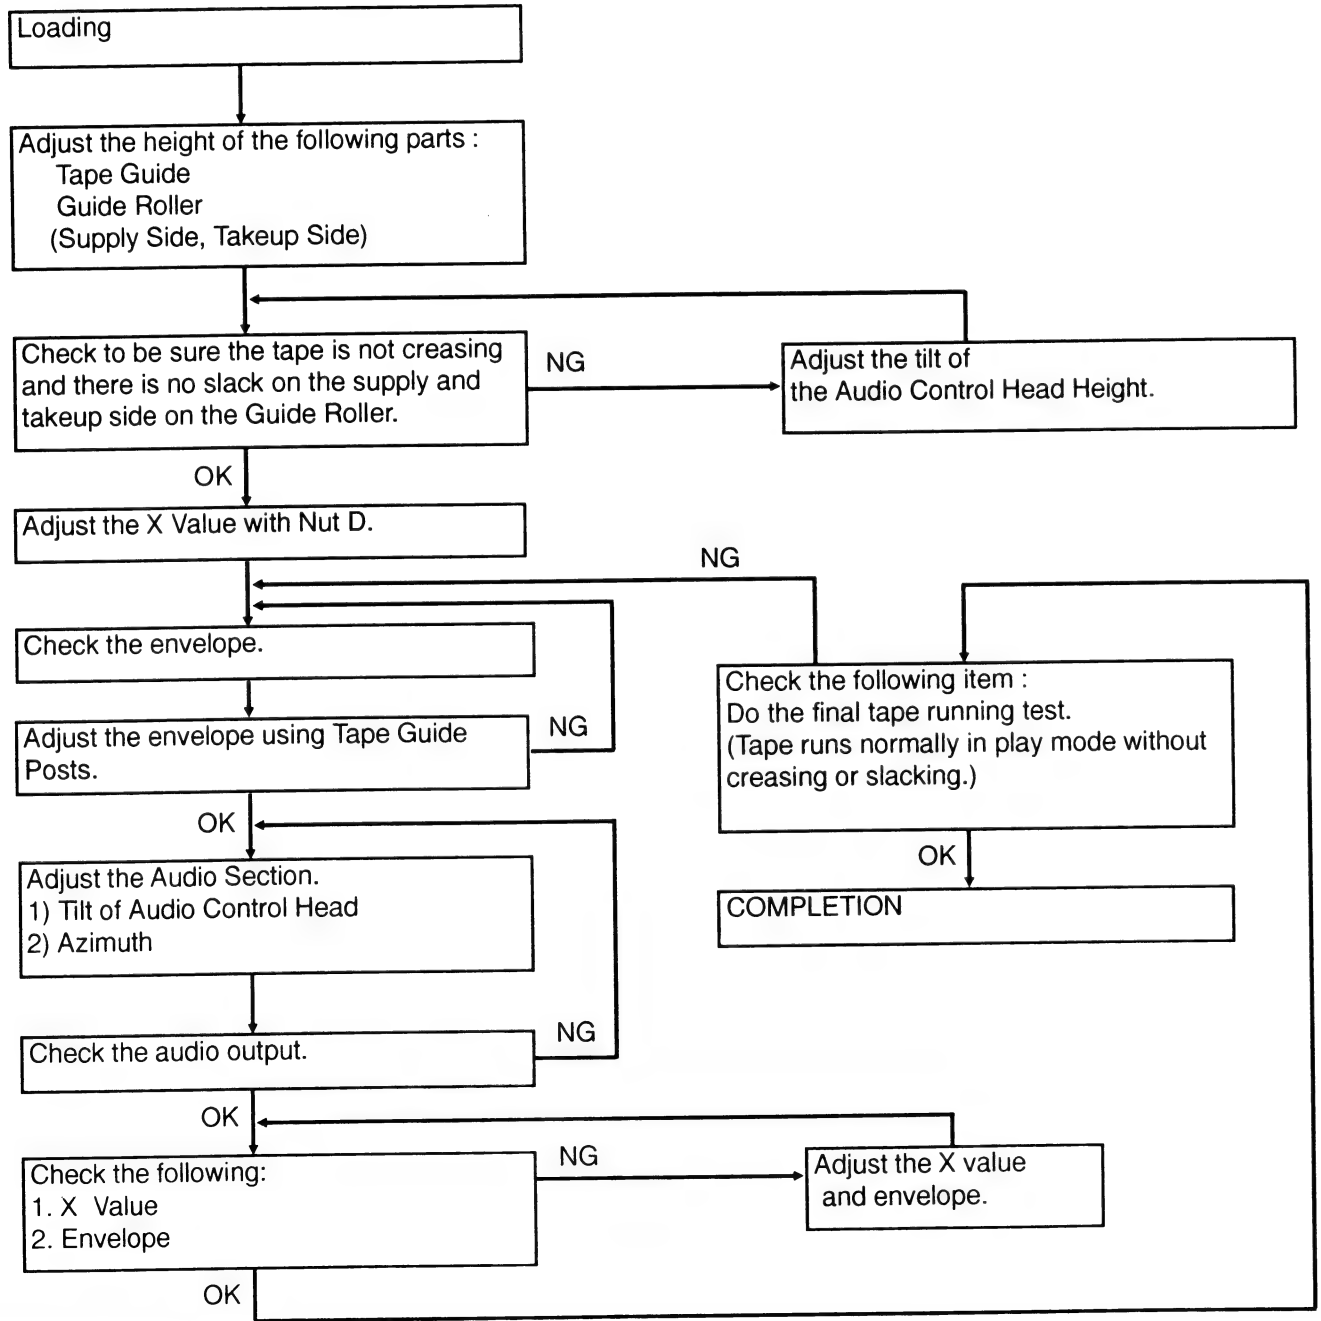 Loading
Adjust the height of the following parts :
Tape Guide
Guide Roller
(Supply Side, Takeup Side)
Check to be sure the tape is not creasing
and there is no slack on the supply and
takeup side on the Guide Roller.
NG
Adjust the tilt of
the Audio Control Head Height.
OK
Adjust the X Value with Nut D.
NG
Check the envelope.
Adjust the envelope using Tape Guide
Posts.
NG
Check the following item :
Do the final tape running test.
(Tape runs normally in play mode without
creasing or slacking.)
OK
OK
COMPLETION
Adjust the Audio Section.
1) Tilt of Audio Control Head
2) Azimuth
Check the audio output.
NG
OK
Check the following:
1. X Value
2. Envelope
NG
Adjust the X value
and envelope.
OK